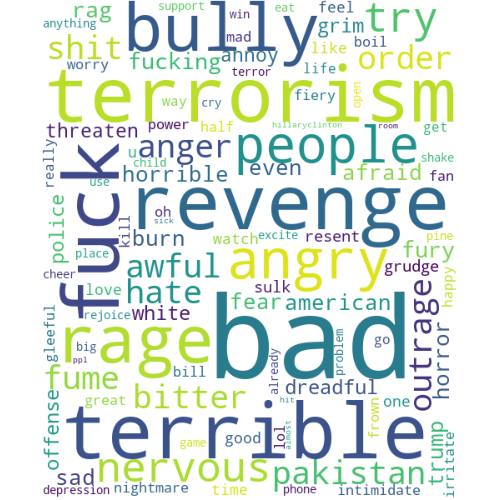 rag support win eat feel try
anything bully mad grim
shit worry fucking annoy like boil order
terror life
terrorism
way cry fiery open
threaten power half hillaryclinton room get
really u anger people shake
child horrible even afraid fan
fuck use revenge
police kill oh sick
burn watch excite resent pine fury
place awful angry grudge happy
cheer love hate sulk
rejoice white fear american outrage
gleeful big rage bad problem go horror
ppl bill already dreadful
fume great bitter hit frown one
offense terrible trump
game good lol almost
sad nervous pakistan irritate
depression nightmare time phone intimidate